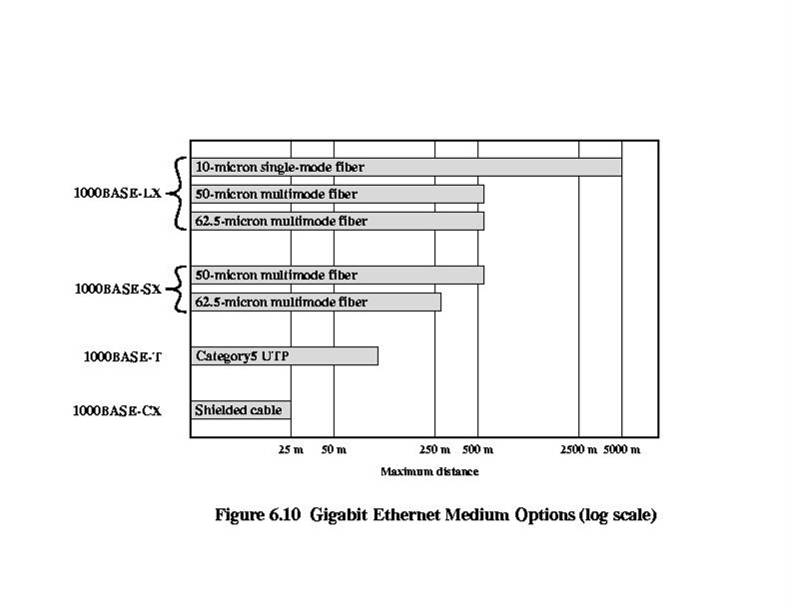 10-micron single-mode fiber
1000BASE-LX
50-micron multimode fiber
62.5-micron multimode fiber
50-micron multimode fiber
1000BASE-SX
62.5-micron multimode fiber
1000BASE-T
Category5 UTP
1000BASE-CX
Shielded cable
25 m 50 m 250 m 500 m 2500 m 5000 m
Maximum distance
Figure 6.10 Gigabit Ethernet Medium Options (log scale)